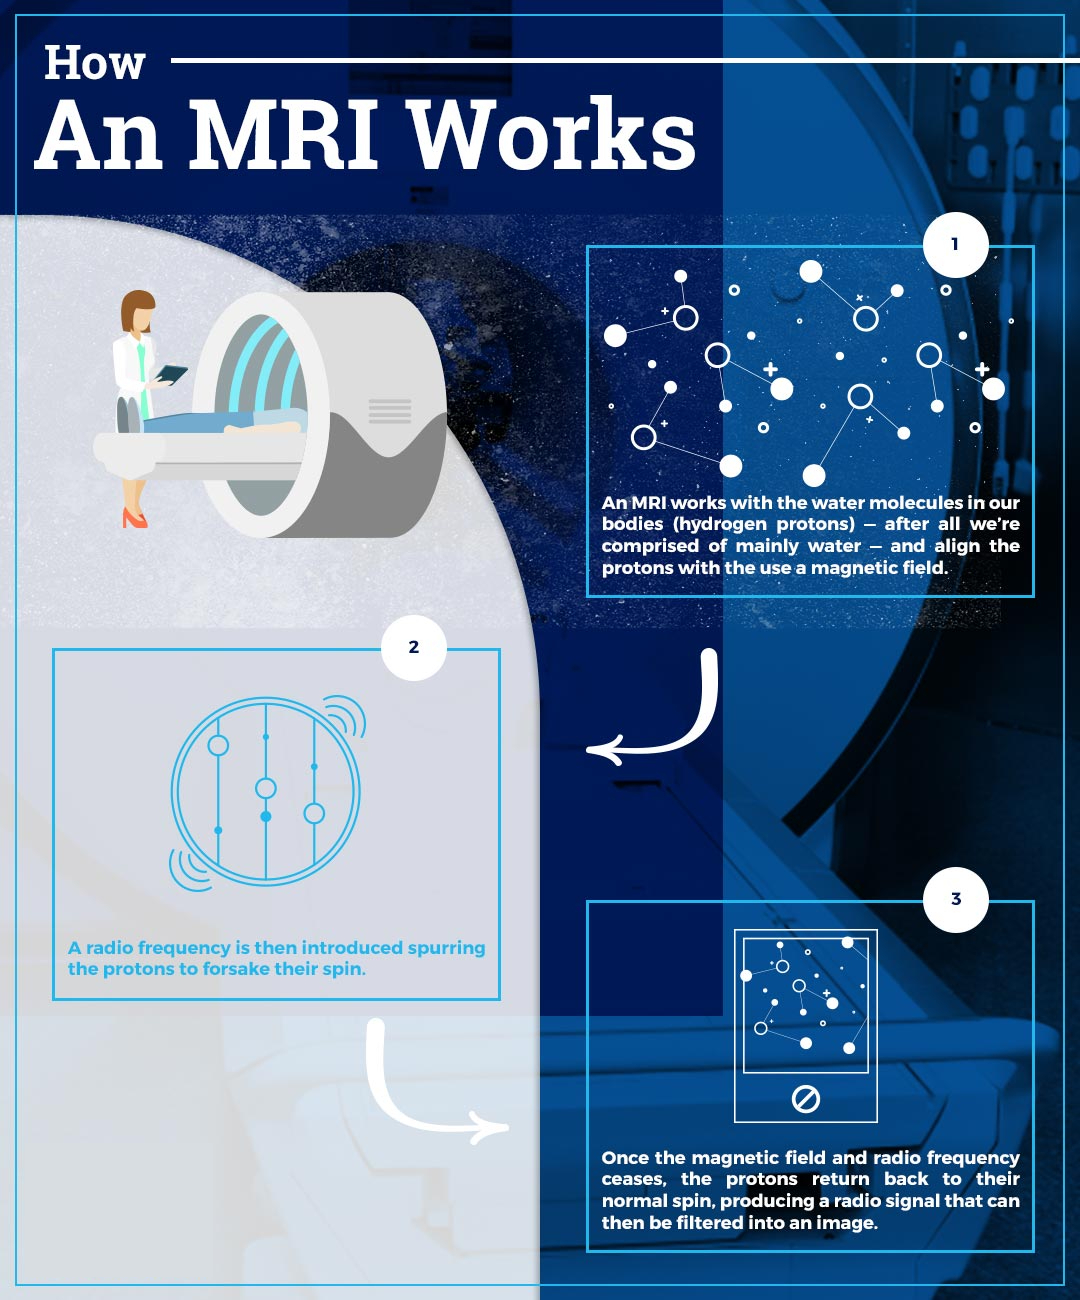 How
An MRI Works
1
An MRI works with the water molecules in our
bodies (hydrogen protons) – after all we're
comprised of mainly water – and align the
protons with the use a magnetic field.
2
A radio frequency is then introduced spurring
the protons to forsake their spin.
3
Once the magnetic field and radio frequency
ceases, the protons return back to their
normal spin, producing a radio signal that can
then be filtered into an image.